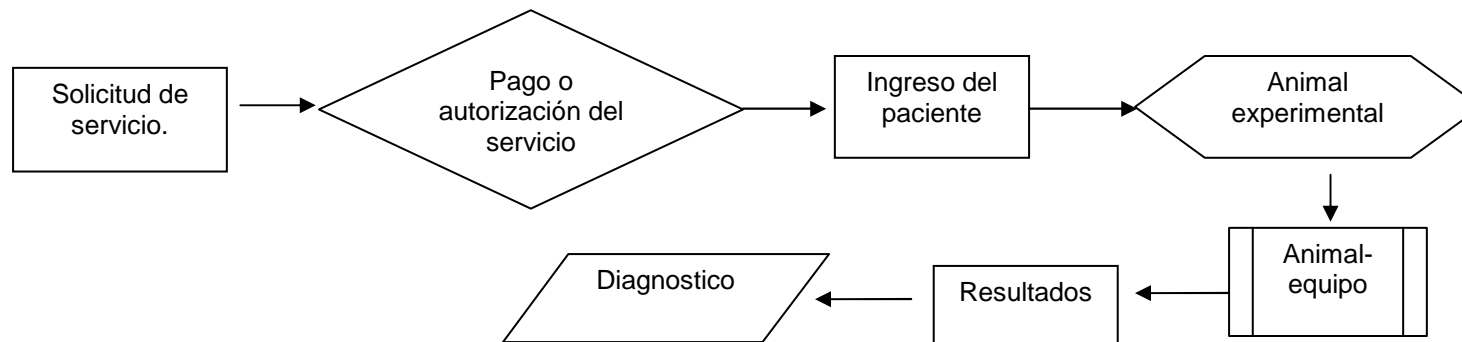 Solicitud de
servicio.
Pago o
autorización del
servicio
Ingreso del
paciente
Animal
experimental
Animal-
equipo
Resultados
Diagnostico